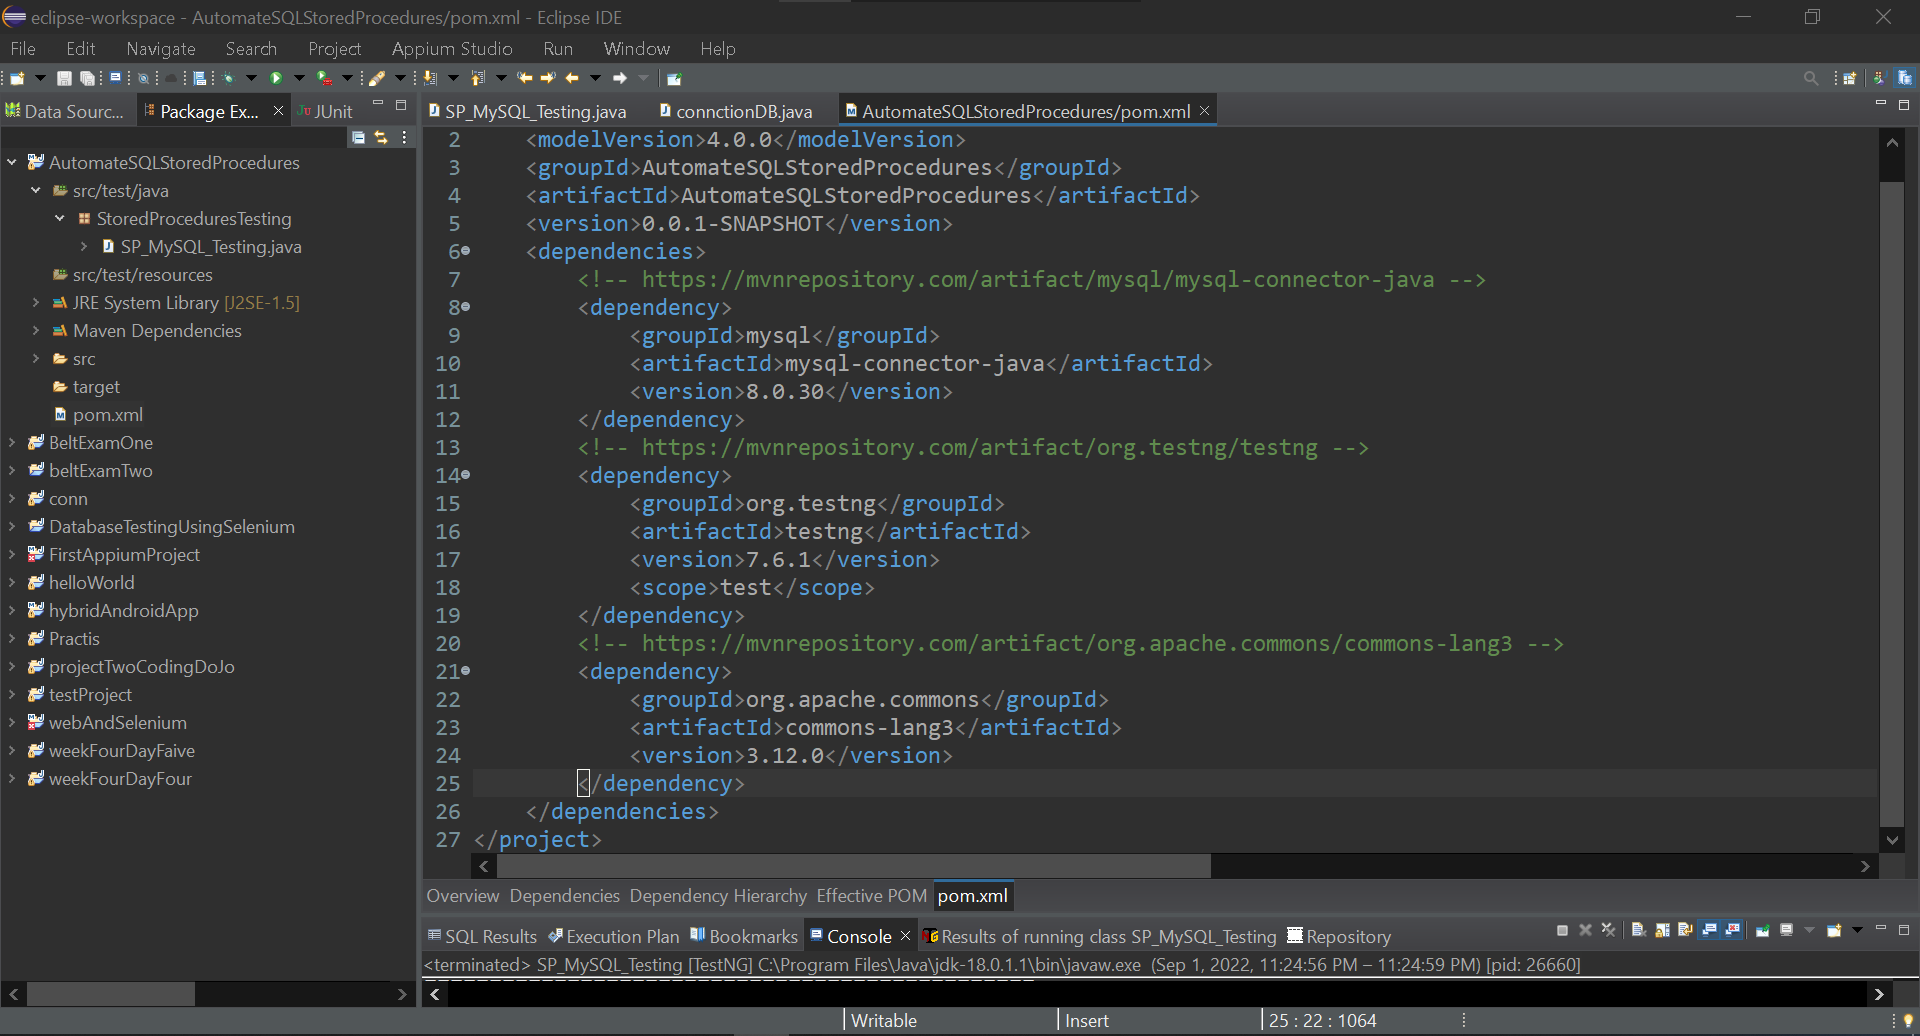 eclipse-workspace - AutomateSQLStoredProcedures/pom.xml - Eclipse IDE
File Edit Navigate Search Project Appium Studio Run Window Help
Data Sourc... Package Ex... JUnit
SP_MySQL_Testing.java connctionDB.java AutomateSQLStoredProcedures/pom.xml
AutomateSQLStoredProcedures
src/test/java
StoredProceduresTesting
SP_MySQL_Testing.java
src/test/resources
JRE System Library [J2SE-1.5]
Maven Dependencies
src
target
pom.xml
BeltExamOne
beltExamTwo
conn
DatabaseTestingUsingSelenium
FirstAppiumProject
helloWorld
hybridAndroidApp
Practis
projectTwoCodingDoJo
testProject
webAndSelenium
weekFourDayFaive
weekFourDayFour
2 <modelVersion>4.0.0</modelVersion>
3 <groupId>AutomateSQLStoredProcedures</groupId>
4 <artifactId>AutomateSQLStoredProcedures</artifactId>
5 <version>0.0.1-SNAPSHOT</version>
6 <dependencies>
7 <!-- https://mvnrepository.com/artifact/mysql/mysql-connector-java -->
8 <dependency>
9 <groupId>mysql</groupId>
10 <artifactId>mysql-connector-java</artifactId>
11 <version>8.0.30</version>
12 </dependency>
13 <!-- https://mvnrepository.com/artifact/org.testng/testng -->
14 <dependency>
15 <groupId>org.testng</groupId>
16 <artifactId>testng</artifactId>
17 <version>7.6.1</version>
18 <scope>test</scope>
19 </dependency>
20 <!-- https://mvnrepository.com/artifact/org.apache.commons/commons-lang3 -->
21 <dependency>
22 <groupId>org.apache.commons</groupId>
23 <artifactId>commons-lang3</artifactId>
24 <version>3.12.0</version>
25 </dependency>
26 </dependencies>
27 </project>
Overview Dependencies Dependency Hierarchy Effective POM pom.xml
SQL Results Execution Plan Bookmarks Console Results of running class SP_MySQL_Testing Repository
<terminated> SP_MySQL_Testing [TestNG] C:\Program Files\Java\jdk-18.0.1.1\bin\javaw.exe (Sep 1, 2022, 11:24:56 PM – 11:24:59 PM) [pid: 26660]
Writable Insert 25 : 22 : 1064